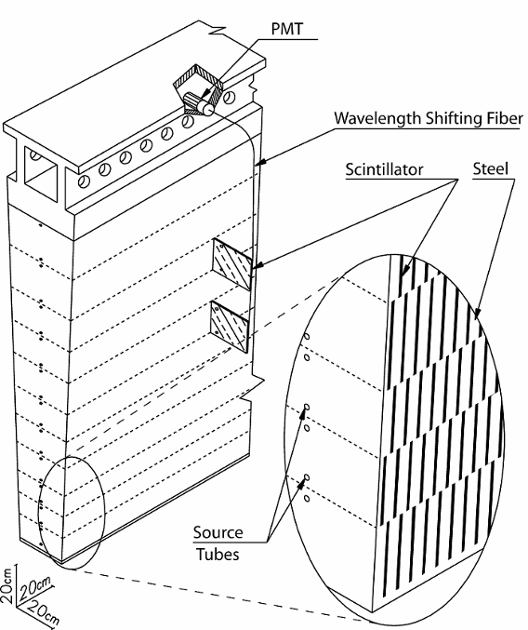 PMT
Wavelength Shifting Fiber
Scintillator
Steel
Source
Tubes
20cm
20cm
20cm